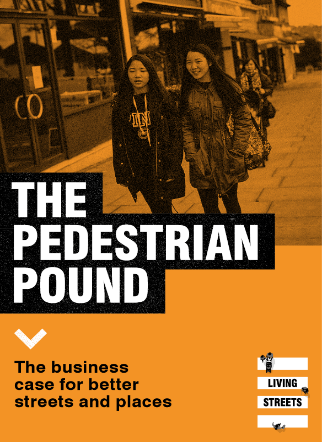 THE
PEDESTRIAN
POUND
The business
case for better
streets and places
LIVING
STREETS